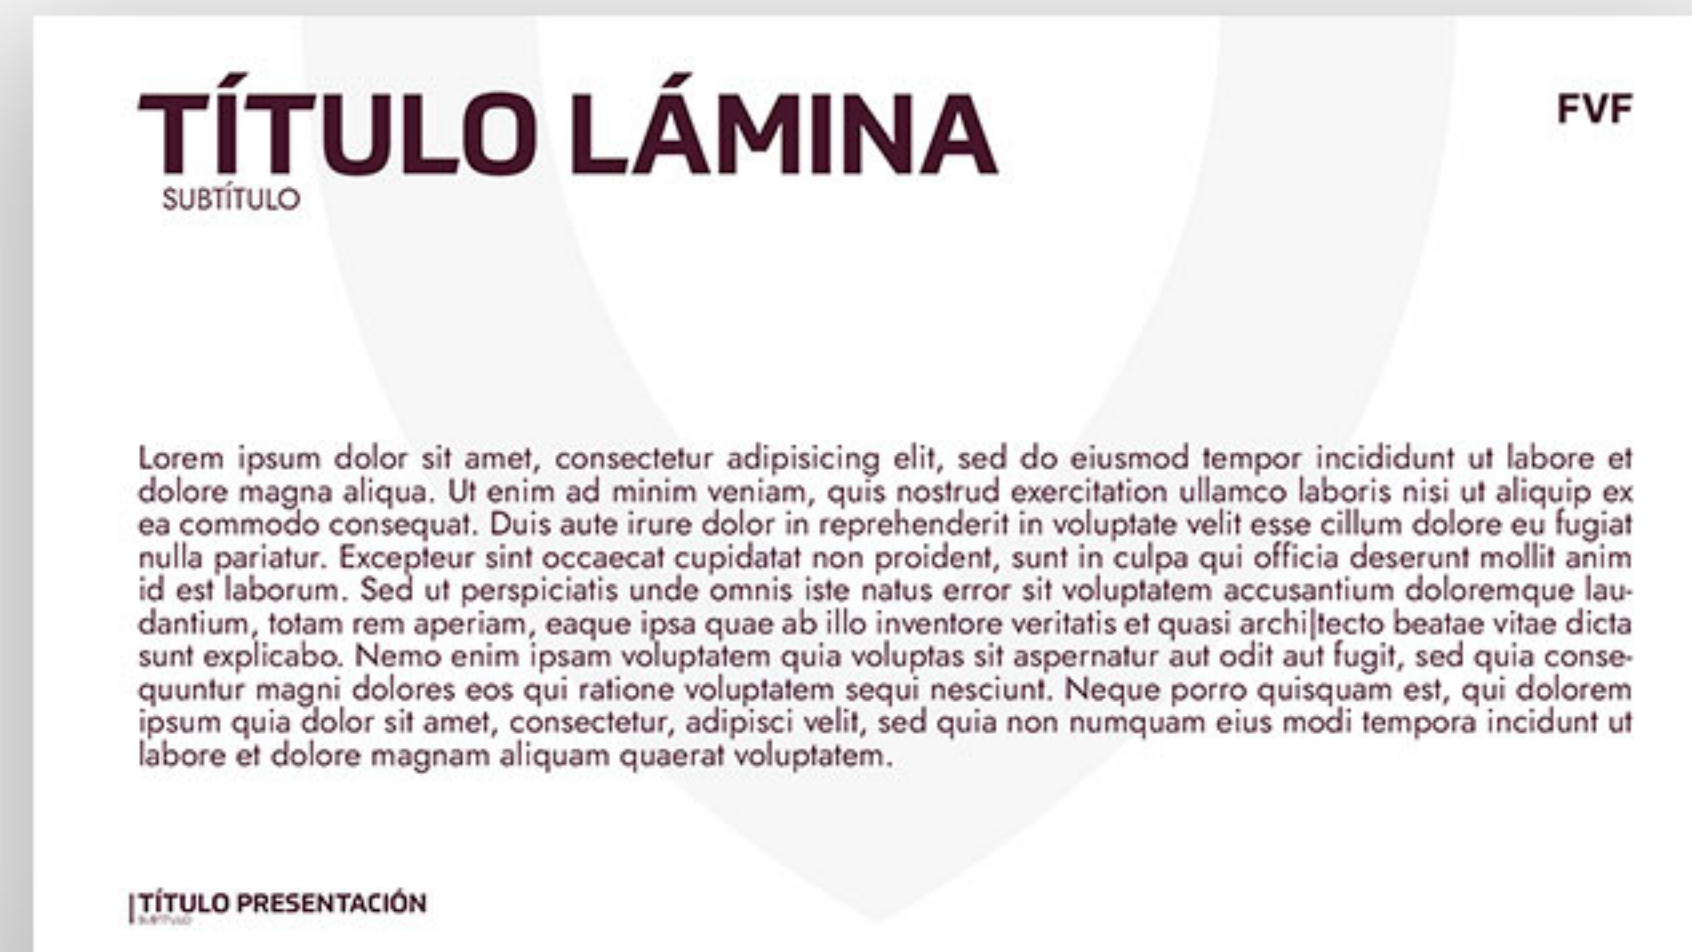 TÍTULO LÁMINA
FVF
SUBTÍTULO
Lorem ipsum dolor sit amet, consectetur adipisicing elit, sed do eiusmod tempor incididunt ut labore et
dolore magna aliqua. Ut enim ad minim veniam, quis nostrud exercitation ullamco laboris nisi ut aliquip ex
ea commodo consequat. Duis aute irure dolor in reprehenderit in voluptate velit esse cillum dolore eu fugiat
nulla pariatur. Excepteur sint occaecat cupidatat non proident, sunt in culpa qui officia deserunt mollit anim
id est laborum. Sed ut perspiciatis unde omnis iste natus error sit voluptatem accusantium doloremque lau-
dantium, totam rem aperiam, eaque ipsa quae ab illo inventore veritatis et quasi archi|tecto beatae vitae dicta
sunt explicabo. Nemo enim ipsam voluptatem quia voluptas sit aspernatur aut odit aut fugit, sed quia conse-
quuntur magni dolores eos qui ratione voluptatem sequi nesciunt. Neque porro quisquam est, qui dolorem
ipsum quia dolor sit amet, consectetur, adipisci velit, sed quia non numquam eius modi tempora incidunt ut
labore et dolore magnam aliquam quaerat voluptatem.
TÍTULO PRESENTACIÓN
SUBTÍTULO